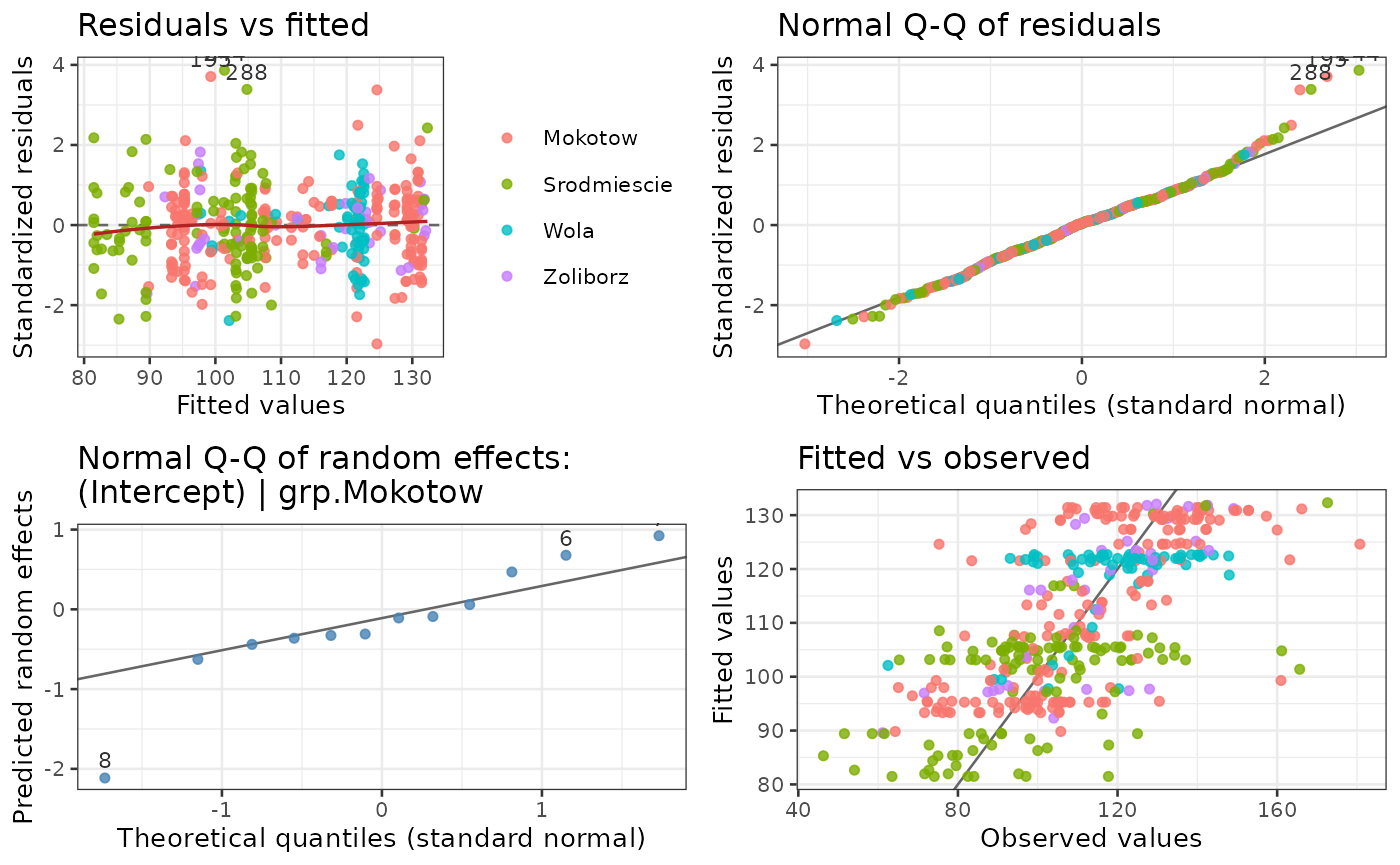 Residuals vs fitted
Standardized residuals
4
2
0
-2
288
80 90 100 110 120 130
Fitted values
Mokotow
Srodmiescie
Wola
Zoliborz
Normal Q-Q of residuals
Standardized residuals
4
2
0
-2
288
-2 0 2
Theoretical quantiles (standard normal)
Normal Q-Q of random effects:
(Intercept) | grp.Mokotow
Predicted random effects
1
0
-1
-2
6
8
-1 0 1
Theoretical quantiles (standard normal)
Fitted vs observed
Fitted values
130
120
110
100
90
80
40 80 120 160
Observed values